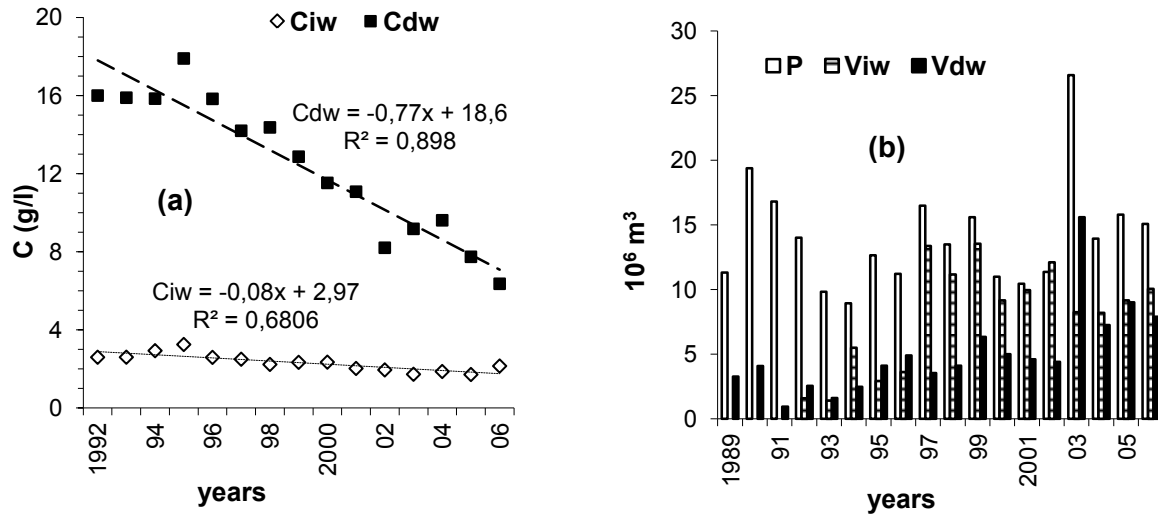 Ciw Cdw
20
16
12
8
4
0
C (g/l)
Cdw = -0,77x + 18,6
R² = 0,898
(a)
Ciw = -0,08x + 2,97
R² = 0,6806
1992 94 96 98 2000 02 04 06
years
P Viw Vdw
30
25
20
15
10
5
0
10⁶ m³
(b)
1989 91 93 95 97 99 2001 03 05
years